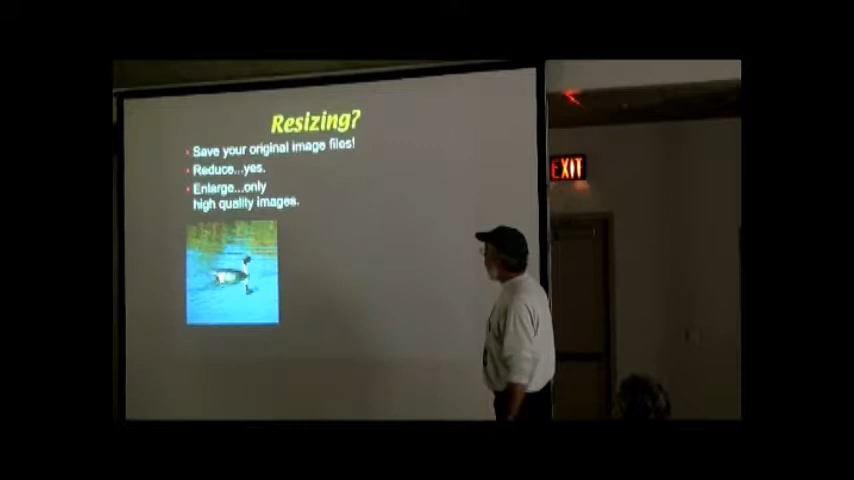 Resizing?
Save your original image files!
Reduce...yes.
Enlarge...only
high quality images.
EXIT